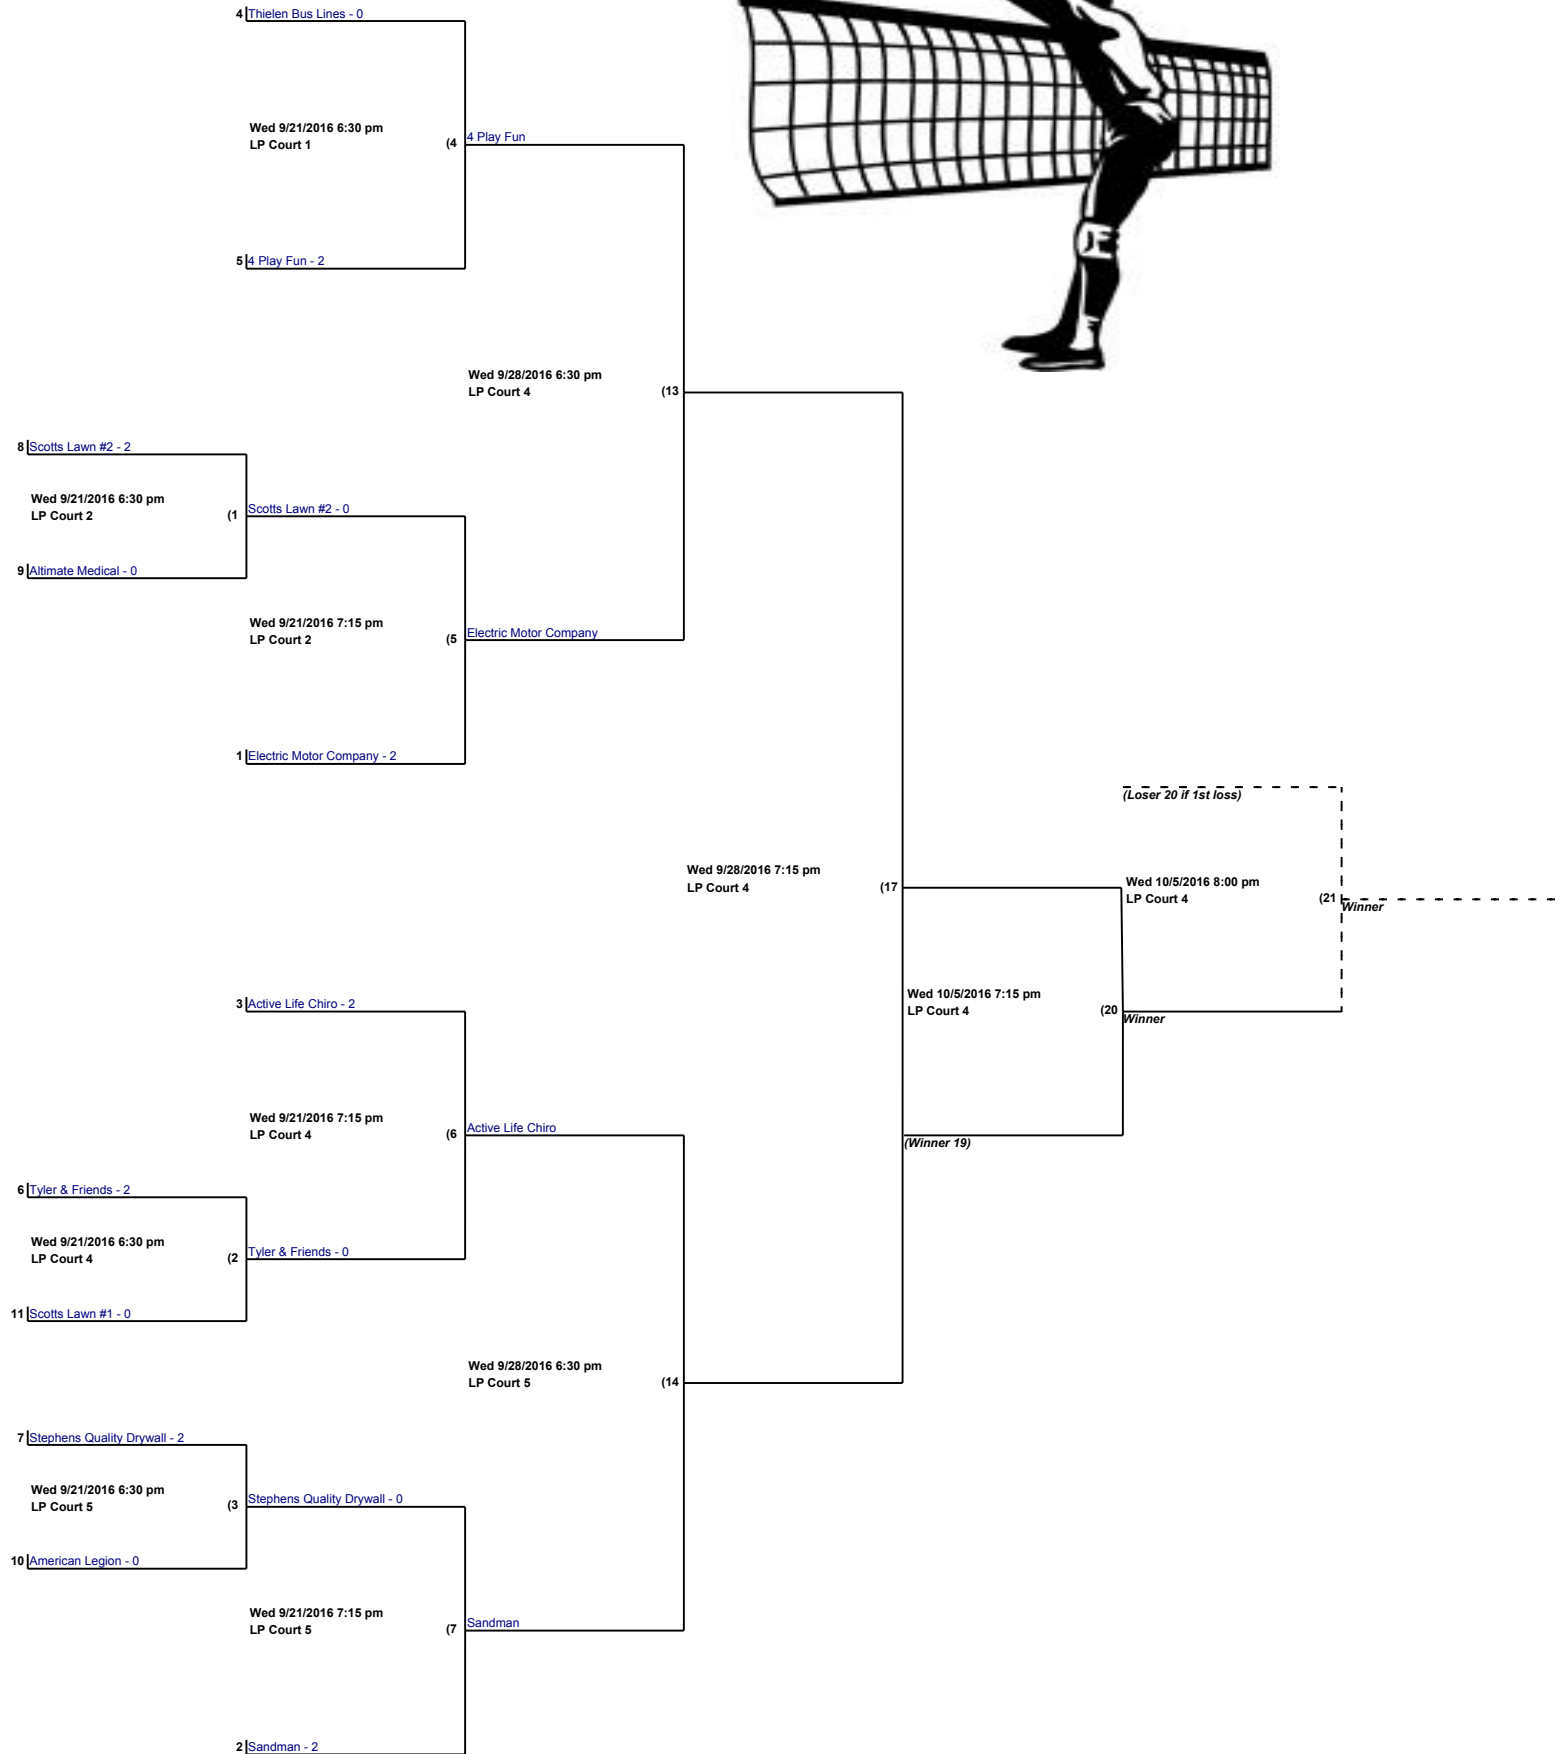 4 Thielen Bus Lines - 0
Wed 9/21/2016 6:30 pm
LP Court 1
(4
4 Play Fun
5 4 Play Fun - 2
Wed 9/28/2016 6:30 pm
LP Court 4
(13
8 Scotts Lawn #2 - 2
Wed 9/21/2016 6:30 pm
LP Court 2
(1
Scotts Lawn #2 - 0
9 Altimate Medical - 0
Wed 9/21/2016 7:15 pm
LP Court 2
(5
Electric Motor Company
1 Electric Motor Company - 2
(Loser 20 if 1st loss)
Wed 9/28/2016 7:15 pm
LP Court 4
(17
Wed 10/5/2016 8:00 pm
LP Court 4
(21
Winner
3 Active Life Chiro - 2
Wed 10/5/2016 7:15 pm
LP Court 4
(20
Winner
Wed 9/21/2016 7:15 pm
LP Court 4
(6
Active Life Chiro
(Winner 19)
6 Tyler & Friends - 2
Wed 9/21/2016 6:30 pm
LP Court 4
(2
Tyler & Friends - 0
11 Scotts Lawn #1 - 0
Wed 9/28/2016 6:30 pm
LP Court 5
(14
7 Stephens Quality Drywall - 2
Wed 9/21/2016 6:30 pm
LP Court 5
(3
Stephens Quality Drywall - 0
10 American Legion - 0
Wed 9/21/2016 7:15 pm
LP Court 5
(7
Sandman
2 Sandman - 2